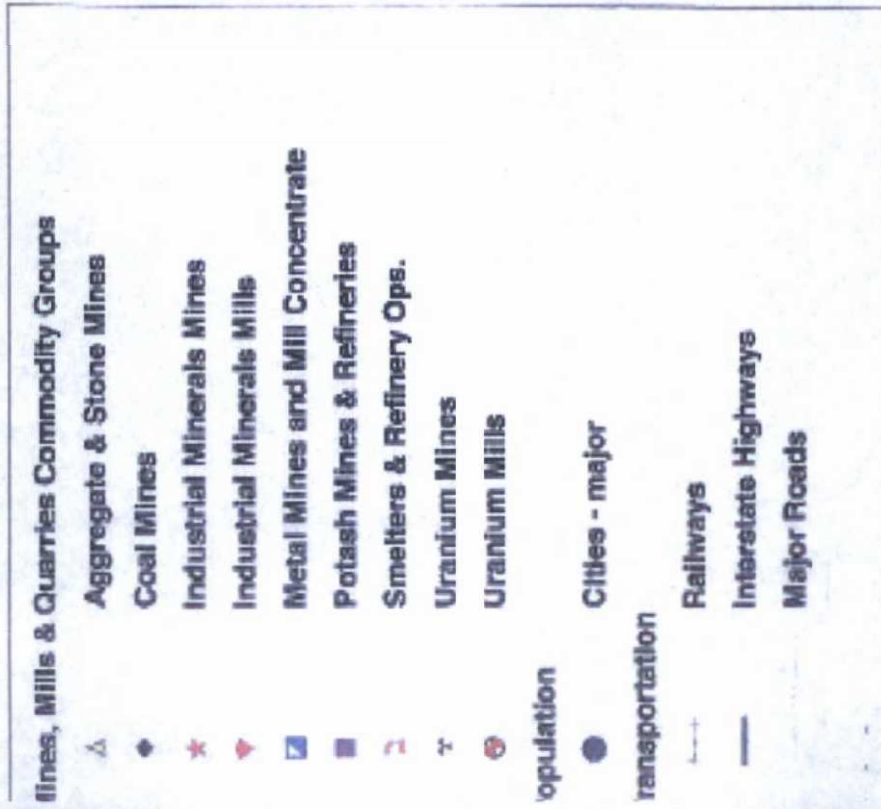 lines, Mills & Quarries Commodity Groups
Aggregate & Stone Mines
Coal Mines
Industrial Minerals Mines
Industrial Minerals Mills
Metal Mines and Mill Concentrate
Potash Mines & Refineries
Smelters & Refinery Ops.
Uranium Mines
Uranium Mills
opulation
Cities - major
ransportation
Railways
Interstate Highways
Major Roads